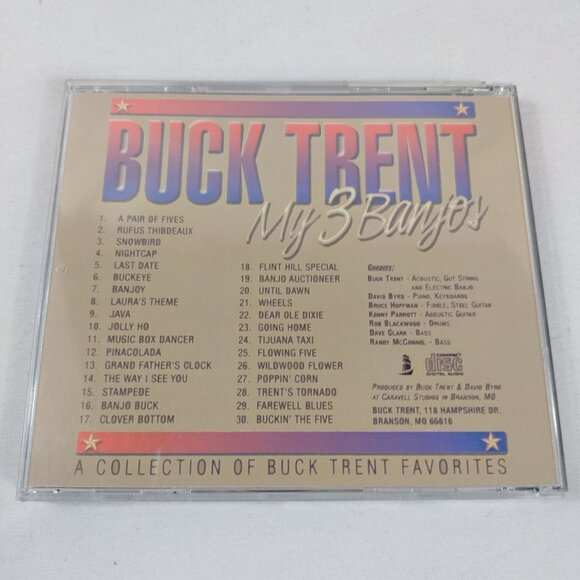 BUCK TRENT
My 3 Banjos
1. A PAIR OF FIVES
2. RUFUS THIBDEAUX
3. SNOWBIRD
4. NIGHTCAP
5. LAST DATE
6. BUCKEYE
7. BANJOY
8. LAURA'S THEME
9. JAVA
10. JOLLY HO
11. MUSIC BOX DANCER
12. PINACOLADA
13. GRAND FATHER'S CLOCK
14. THE WAY I SEE YOU
15. STAMPEDE
16. BANJO BUCK
17. CLOVER BOTTOM
18. FLINT HILL SPECIAL
19. BANJO AUCTIONEER
20. UNTIL DAWN
21. WHEELS
22. DEAR OLE DIXIE
23. GOING HOME
24. TIJUANA TAXI
25. FLOWING FIVE
26. WILDWOOD FLOWER
27. POPPIN' CORN
28. TRENT'S TORNADO
29. FAREWELL BLUES
30. BUCKIN' THE FIVE
CREDITS:
BUCK TRENT - ACOUSTIC, GUT STRING
AND ELECTRIC BANJO
DAVID BYRD - PIANO, KEYBOARDS
BRUCE HOFFMAN - FIDDLE, STEEL GUITAR
KENNY PARROTT - AGOSTIC GUITAR
ROB BLACKWOOD - DRUMS
DAVE CLARK - BASS
RANDY MCCONNEL - BASS
COMPACT
disc
DIGITAL AUDIO
PRODUCED BY BUCK TRENT & DAVID BYRD
AT CARAVELL STUDIOS IN BRANSON, MO
BUCK TRENT, 118 HAMPSHIRE DR.
BRANSON, MO 65616
A COLLECTION OF BUCK TRENT FAVORITES